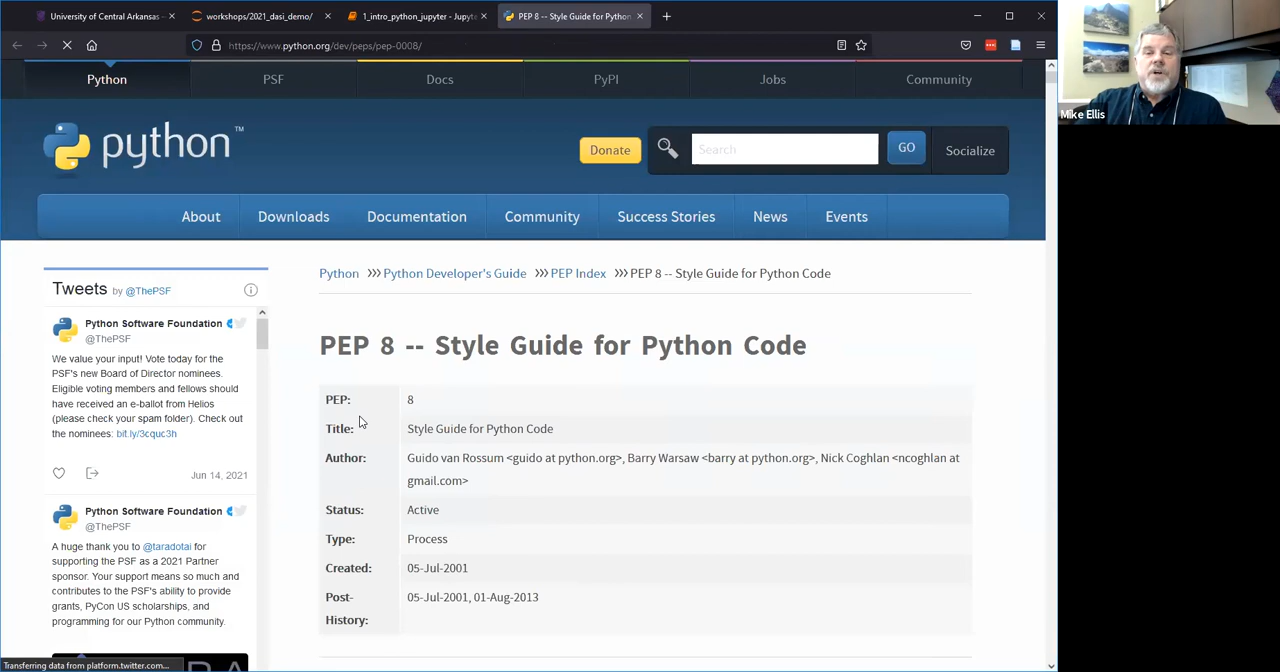 University of Central Arkansas -
workshops/2021_dasi_demo/
1_intro_python_jupyter - Jupyte
PEP 8 -- Style Guide for Python
https://www.python.org/dev/peps/pep-0008/
Python
PSF
Docs
PyPI
Jobs
Community
python™
Donate
Search
GO
Socialize
About
Downloads
Documentation
Community
Success Stories
News
Events
Mike Ellis
Python >>> Python Developer's Guide >>> PEP Index >>> PEP 8 -- Style Guide for Python Code
Tweets by @ThePSF
Python Software Foundation
@ThePSF
We value your input! Vote today for the
PSF's new Board of Director nominees.
Eligible voting members and fellows should
have received an e-ballot from Helios
(please check your spam folder). Check out
the nominees: bit.ly/3cquc3h
Jun 14, 2021
Python Software Foundation
@ThePSF
A huge thank you to @taradotai for
supporting the PSF as a 2021 Partner
sponsor. Your support means so much and
contributes to the PSF's ability to provide
grants, PyCon US scholarships, and
programming for our Python community.
PEP 8 -- Style Guide for Python Code
PEP: 8
Title: Style Guide for Python Code
Author: Guido van Rossum <guido at python.org>, Barry Warsaw <barry at python.org>, Nick Coghlan <ncoghlan at
gmail.com>
Status: Active
Type: Process
Created: 05-Jul-2001
Post- 05-Jul-2001, 01-Aug-2013
History:
Transferring data from platform.twitter.com...